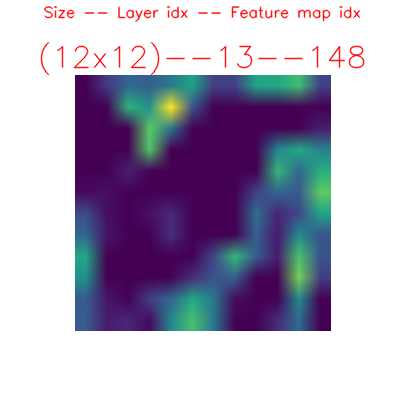 Size -- Layer idx -- Feature map idx
(12x12)--13--148